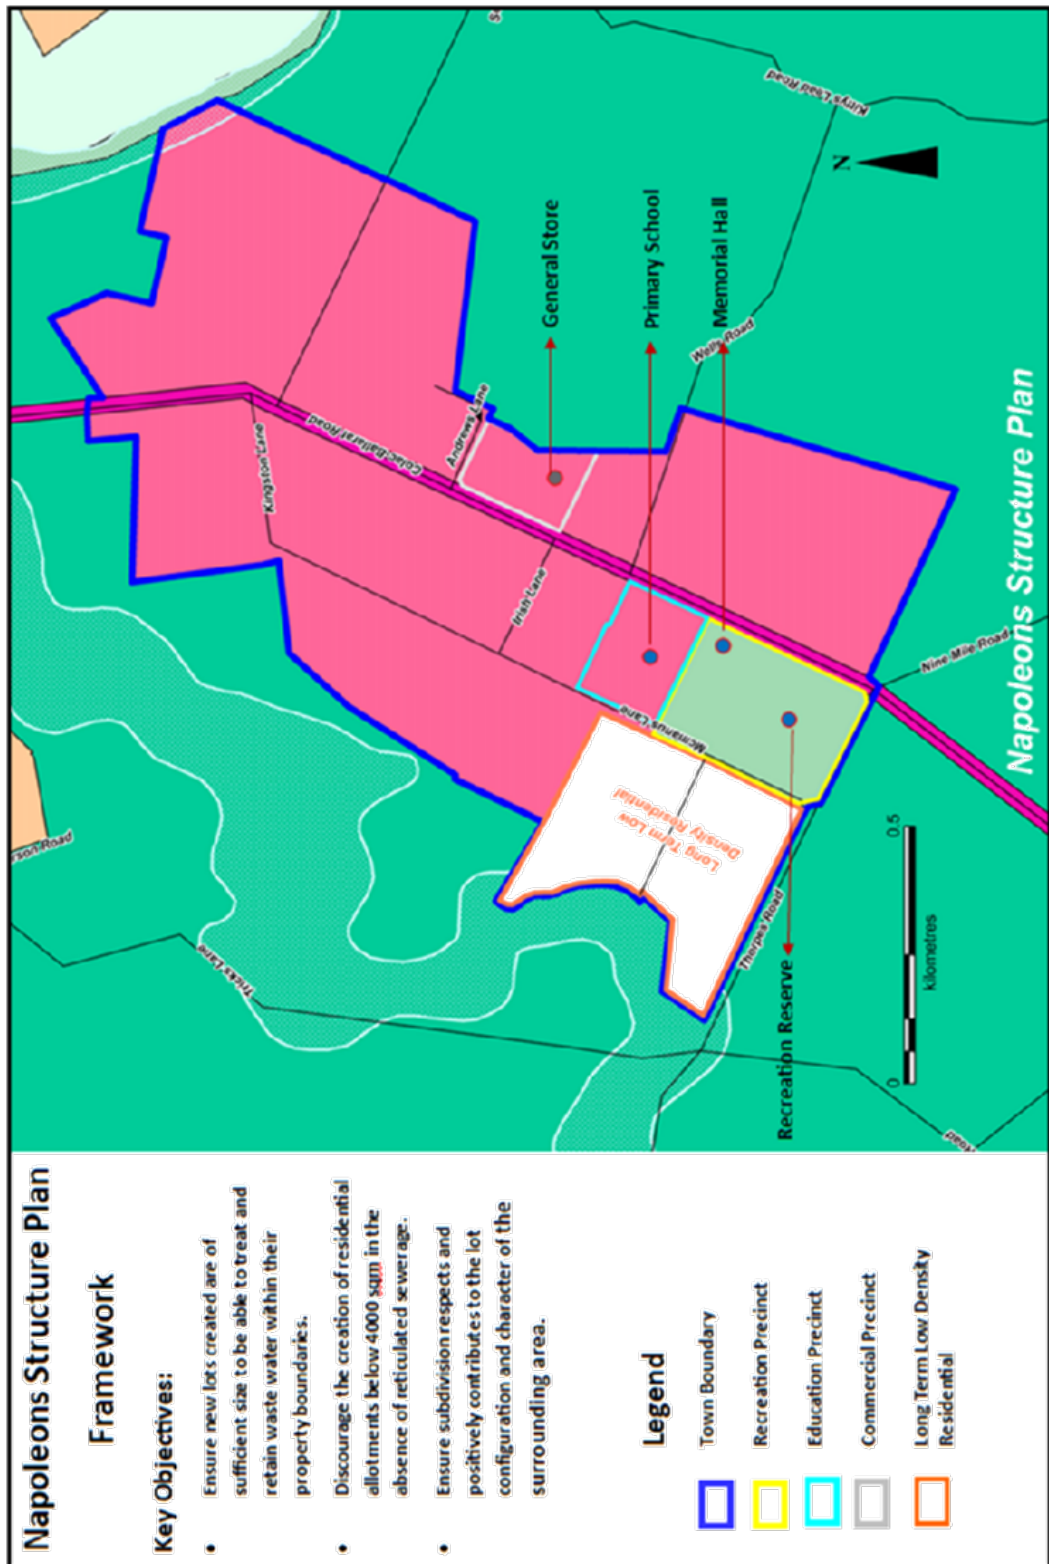 Napoleons Structure Plan
Framework
Key Objectives:
• Ensure new lots created are of
sufficient size to be able to treat and
retain waste water within their
property boundaries.
• Discourage the creation of residential
allotments below 4000 sqm in the
absence of reticulated sewerage.
• Ensure subdivision respects and
positively contributes to the lot
configuration and character of the
surrounding area.
Legend
Town Boundary
Recreation Precinct
Education Precinct
Commercial Precinct
Long Term Low Density
Residential
Tricks Lane
Road
Kingston Lane
Colac Ballarat Road
Andrews Lane
Irish Lane
Mcmanus Lane
Long Term Low
Density Residential
Thorpes Road
Wells Road
Kittys Lead Road
Nine Mile Road
General Store
Primary School
Memorial Hall
Recreation Reserve
N
0
0.5
kilometres
Napoleons Structure Plan